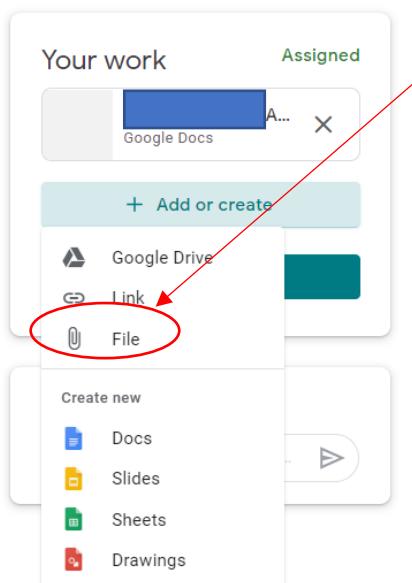 Your work
Assigned
A...
Google Docs
+ Add or create
Google Drive
Link
File
Create new
Docs
Slides
Sheets
Drawings